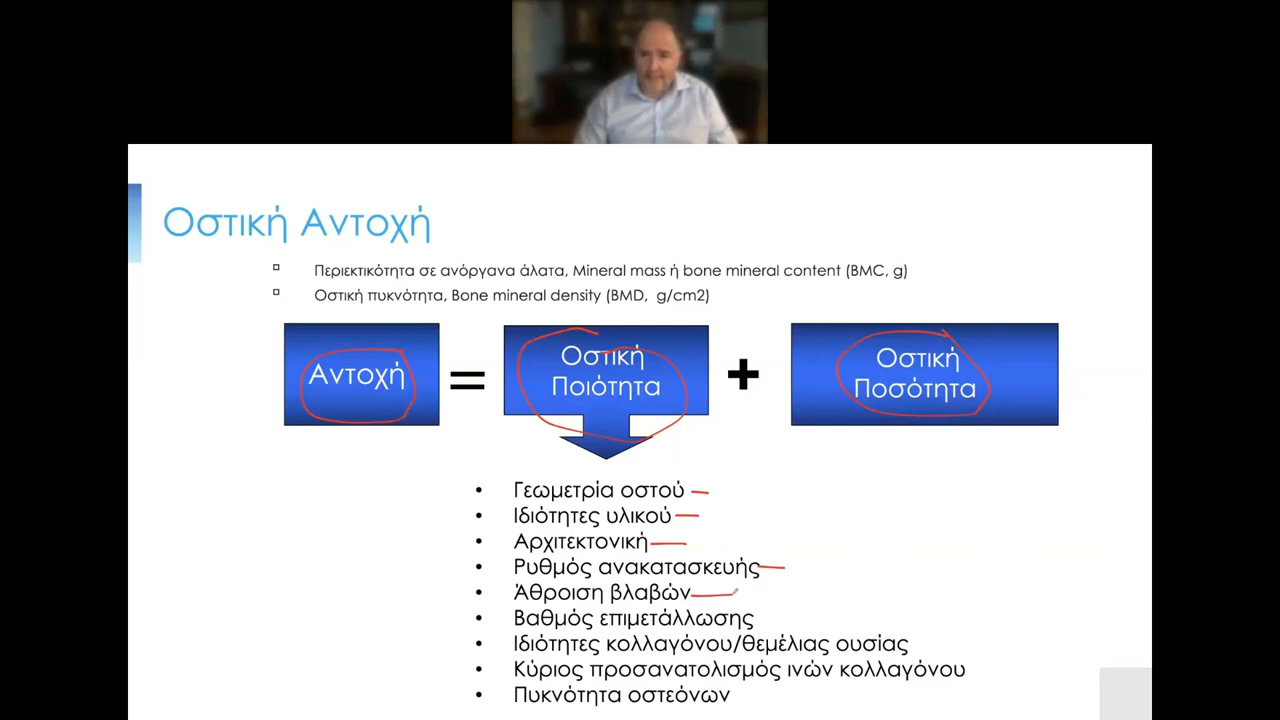 Οστική Αντοχή
Περιεκτικότητα σε ανόργανα άλατα, Mineral mass ή bone mineral content (BMC, g)
Οστική πυκνότητα, Bone mineral density (BMD, g/cm2)
Αντοχή = Οστική Ποιότητα + Οστική Ποσότητα
• Γεωμετρία οστού
• Ιδιότητες υλικού
• Αρχιτεκτονική
• Ρυθμός ανακατασκευής
• Άθροιση βλαβών
• Βαθμός επιμετάλλωσης
• Ιδιότητες κολλαγόνου/θεμέλιας ουσίας
• Κύριος προσανατολισμός ινών κολλαγόνου
• Πυκνότητα οστεόνων